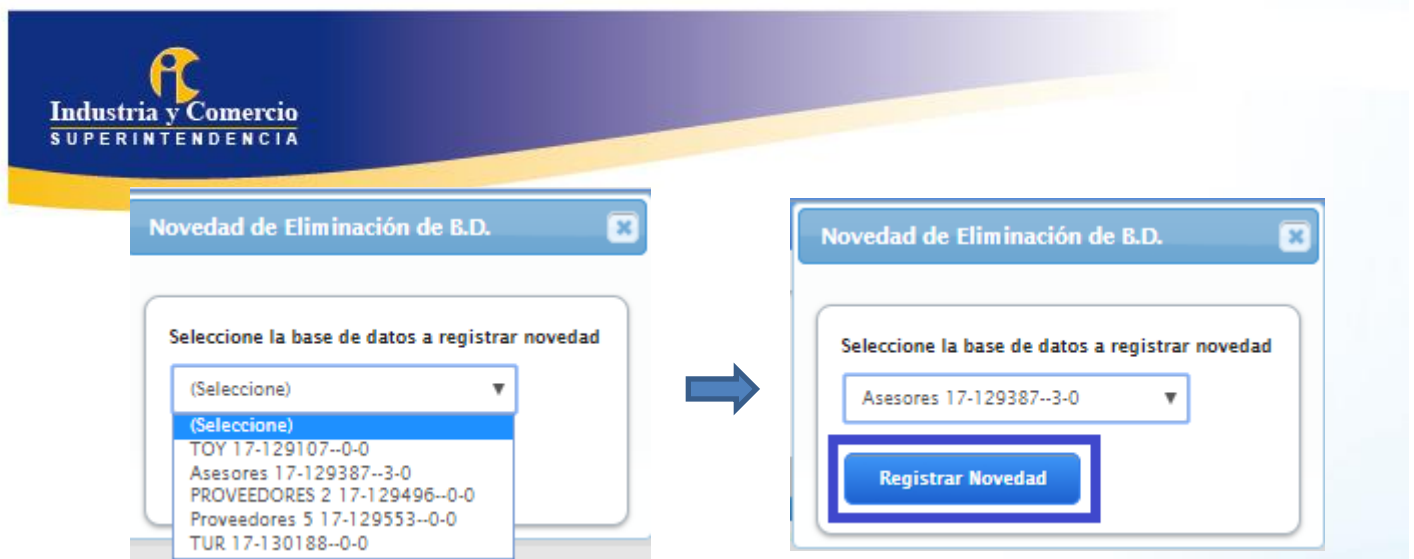 Industria y Comercio
SUPERINTENDENCIA
Novedad de Eliminación de B.D.
Seleccione la base de datos a registrar novedad
(Seleccione)
(Seleccione)
TOY 17-129107--0-0
Asesores 17-129387--3-0
PROVEEDORES 2 17-129496--0-0
Proveedores 5 17-129553--0-0
TUR 17-130188--0-0
Novedad de Eliminación de B.D.
Seleccione la base de datos a registrar novedad
Asesores 17-129387--3-0
Registrar Novedad